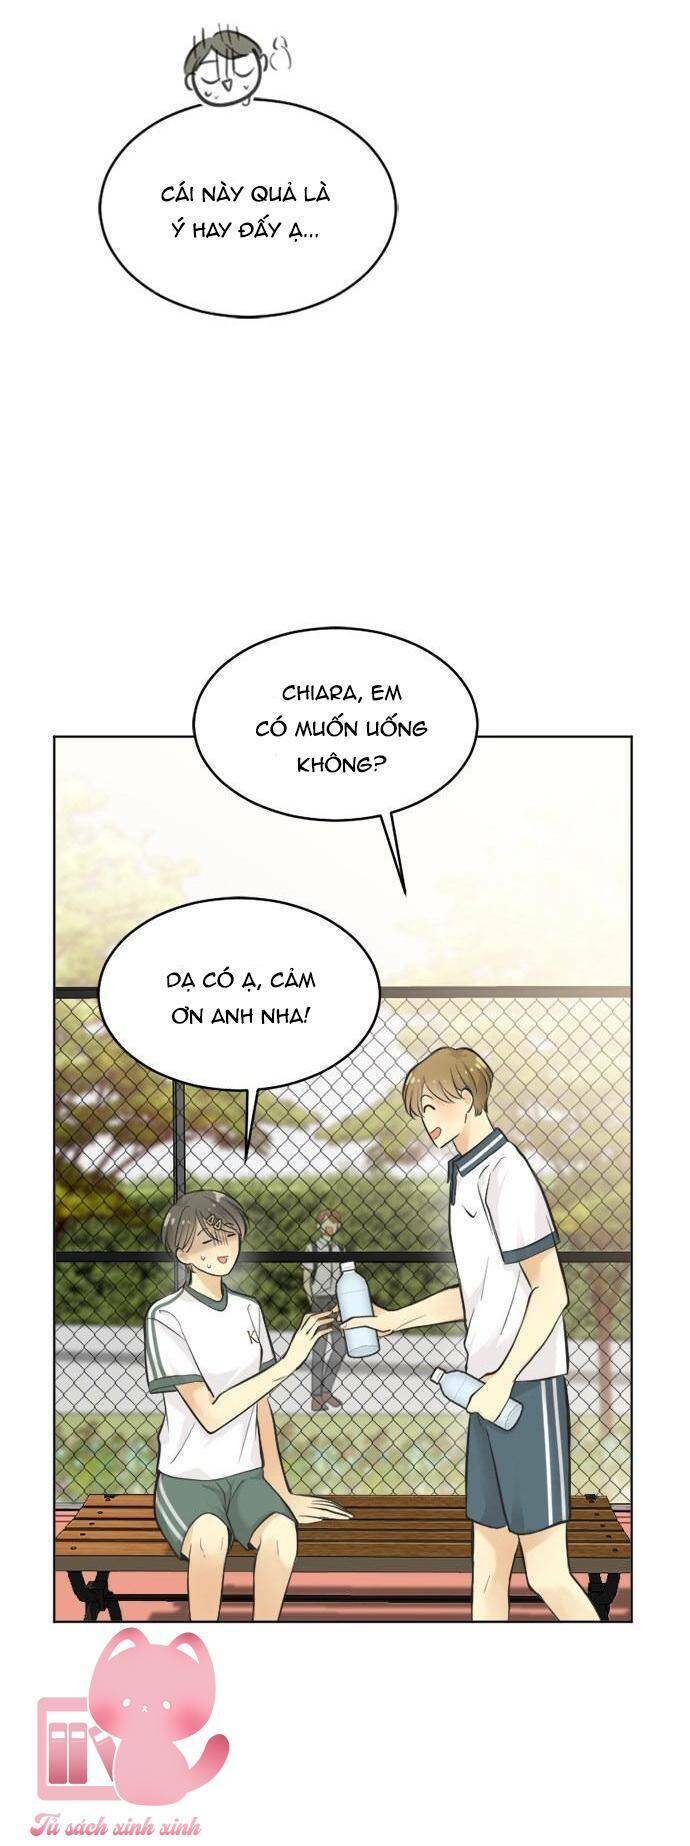 CÁI NÀY QUẢ LÀ
Ý HAY ĐẤY Ạ...
CHIARA, EM
CÓ MUỐN UỐNG
KHÔNG?
DẠ CÓ Ạ, CẢM
ƠN ANH NHA!
K
Tủ sách xinh xinh